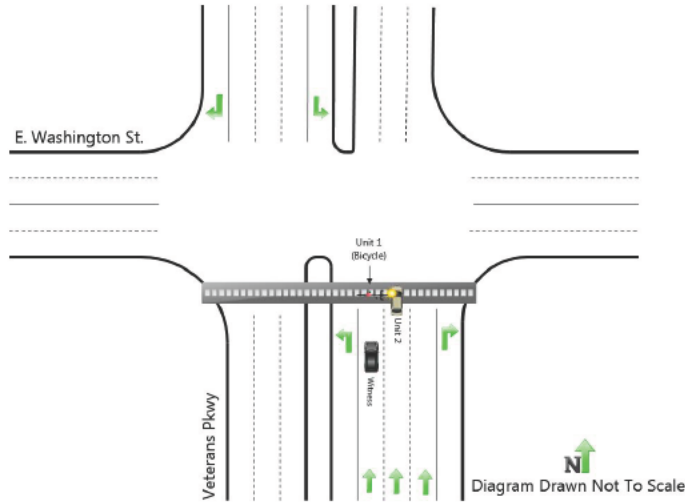 E. Washington St.
Unit 1
(Bicycle)
Unit 2
Witness
Veterans Pkwy
N
Diagram Drawn Not To Scale